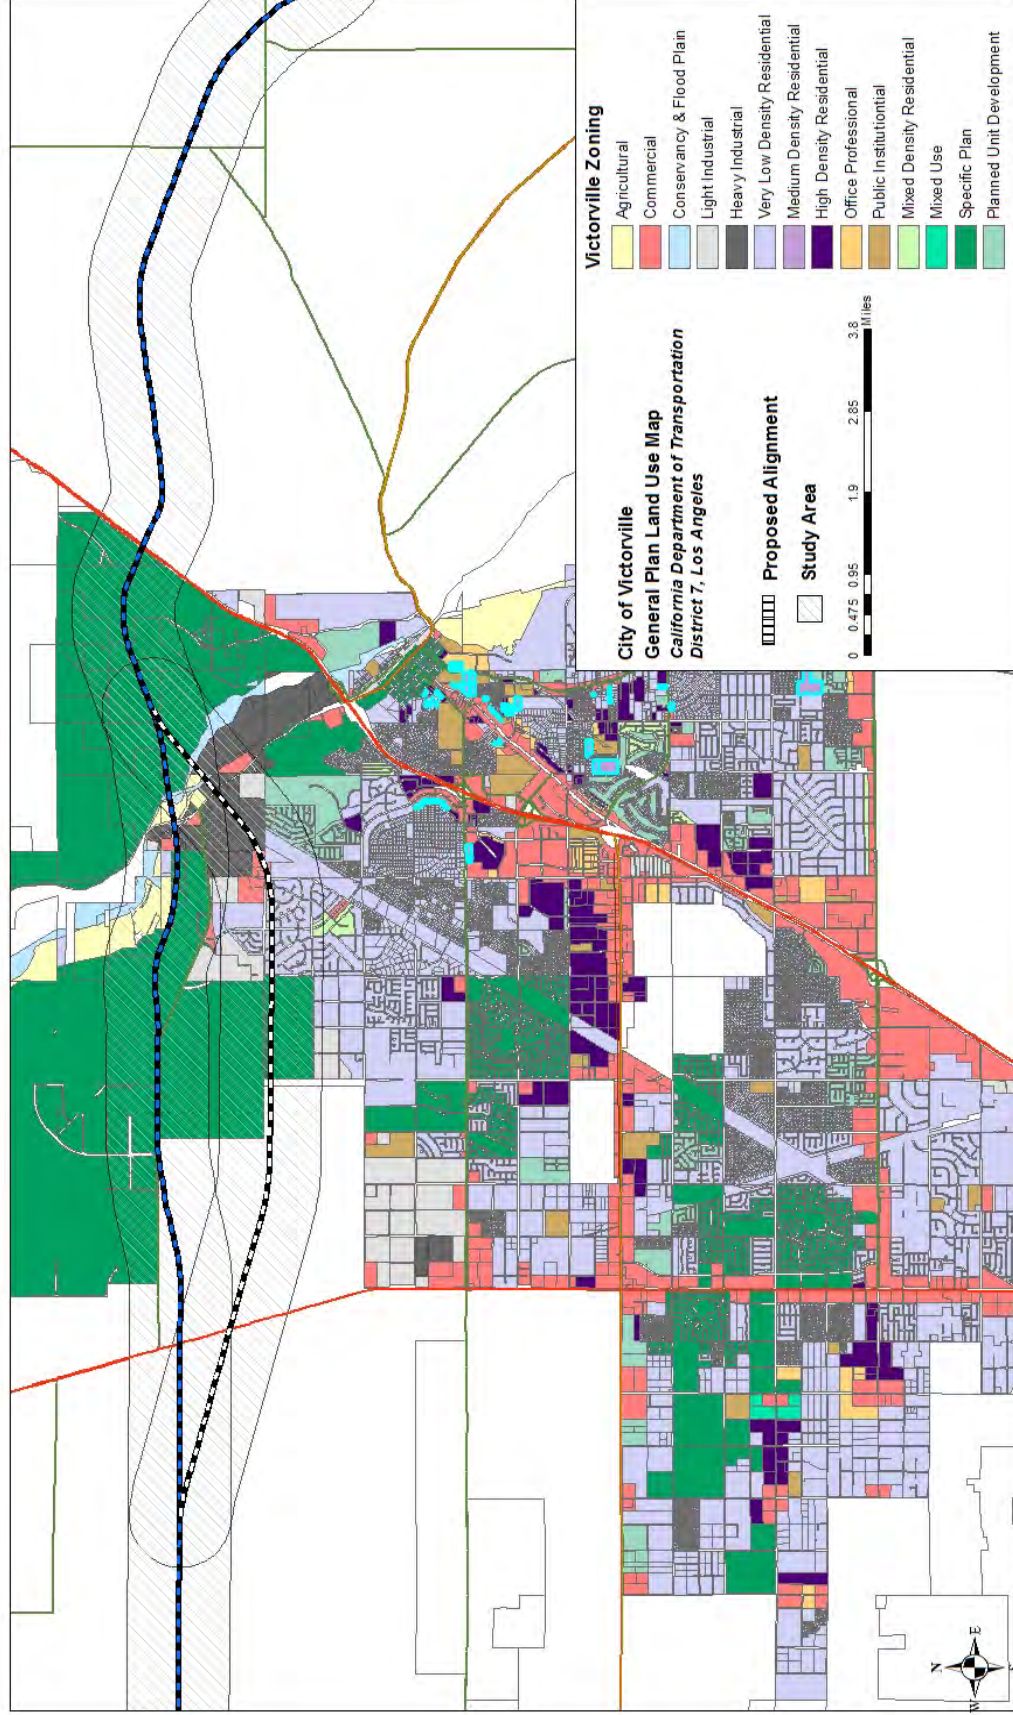 City of Victorville
General Plan Land Use Map
California Department of Transportation
District 7, Los Angeles
Proposed Alignment
Study Area
0 0.475 0.95 1.9 2.85 3.8
Miles
Victorville Zoning
Agricultural
Commercial
Conservancy & Flood Plain
Light Industrial
Heavy Industrial
Very Low Density Residential
Medium Density Residential
High Density Residential
Office Professional
Public Institutiontial
Mixed Density Residential
Mixed Use
Specific Plan
Planned Unit Development
N
W
E
S